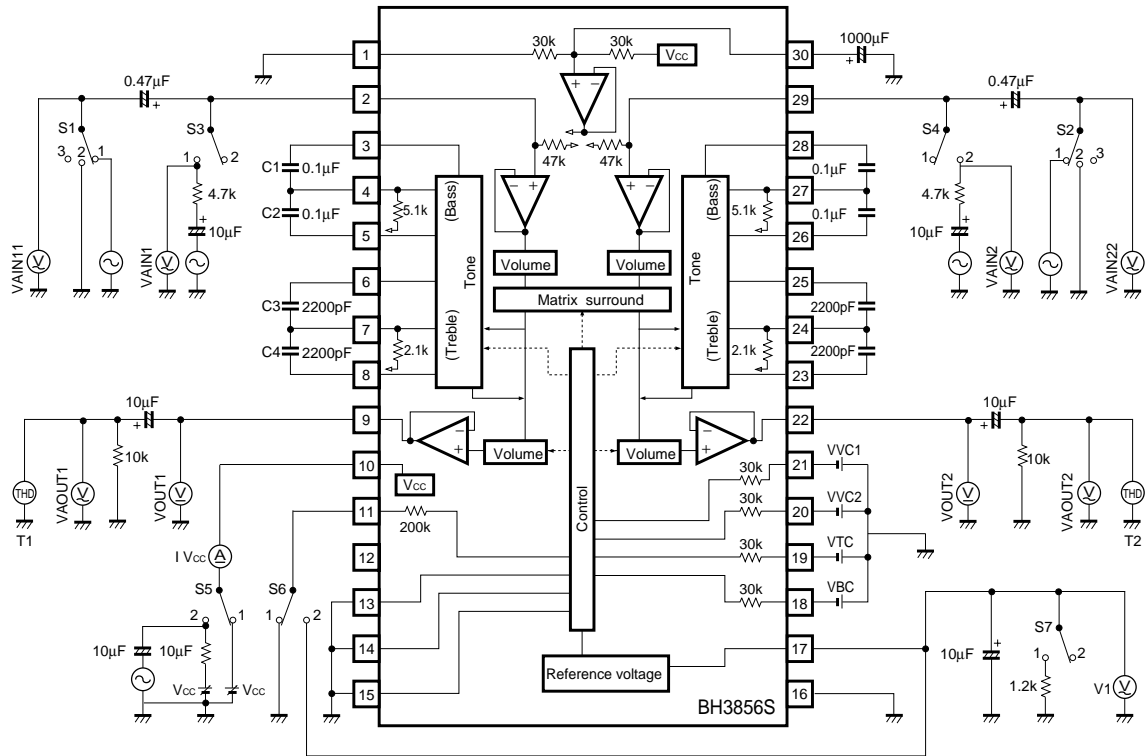 30k 30k
Vcc
1000µF
+
1 30
0.47µF
+
0.47µF
+
2 29
S1
3 2 1
S3
1 2
S4
1 2
S2
1 2 3
+ −
47k 47k
3 28
C1 0.1µF
0.1µF
4.7k
+
10µF
4.7k
+
10µF
− +
− +
4 27
(Bass)
(Bass)
5.1k
5.1k
C2 0.1µF
0.1µF
5 26
VAIN11
V
VAIN1
V
VAIN2
V
VAIN22
V
Volume Volume
Tone
Tone
6 25
Matrix surround
C3 2200pF
2200pF
7 24
(Treble)
(Treble)
2.1k
2.1k
C4 2200pF
2200pF
8 23
10µF
+
10µF
+
9 22
−
+
−
+
Volume Volume
10k
10k
THD
T1
VAOUT1
V
VOUT1
V
VOUT2
V
VAOUT2
V
THD
T2
10
Vcc
30k
21
VVC1
11
200k
Control
30k
20
VVC2
I Vcc
A
12
30k
19
VTC
S5
2 1
S6
1 2
13
30k
18
VBC
10µF 10µF
Vcc Vcc
14
17
10µF
+
S7
1 2
1.2k
V1
V
Reference voltage
15 16
BH3856S